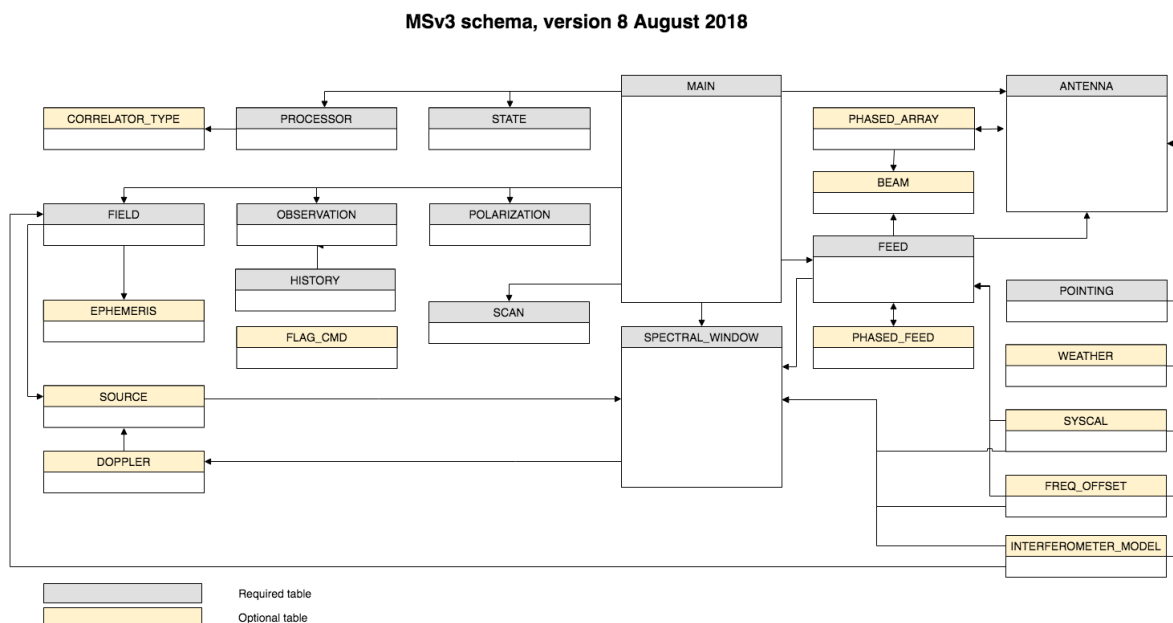 MSv3 schema, version 8 August 2018
MAIN
ANTENNA
CORRELATOR_TYPE
PROCESSOR
STATE
PHASED_ARRAY
BEAM
FIELD
OBSERVATION
POLARIZATION
FEED
HISTORY
POINTING
EPHEMERIS
SCAN
FLAG_CMD
SPECTRAL_WINDOW
PHASED_FEED
WEATHER
SOURCE
SYSCAL
DOPPLER
FREQ_OFFSET
INTERFEROMETER_MODEL
Required table
Optional table